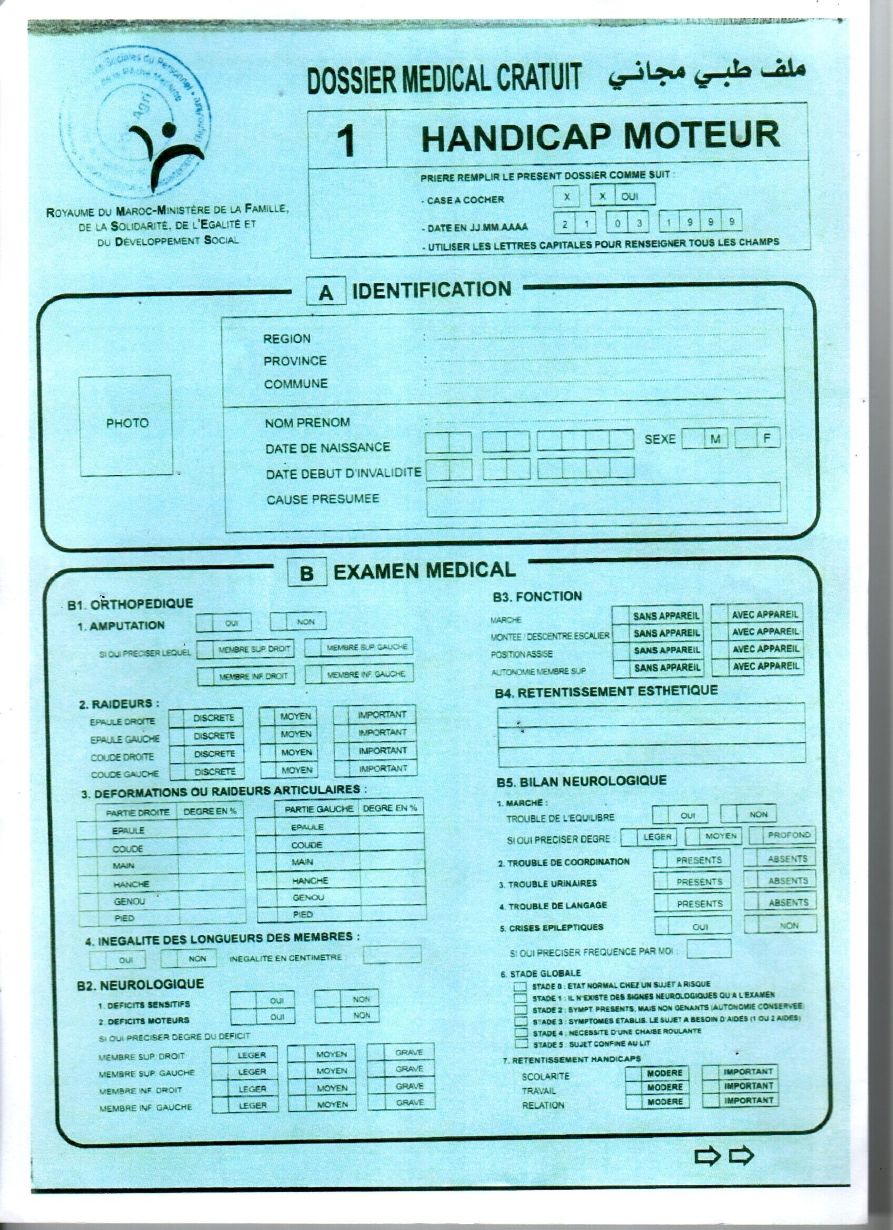 DOSSIER MEDICAL CRATUIT ملف طبي مجاني
1 HANDICAP MOTEUR
PRIERE REMPLIR LE PRESENT DOSSIER COMME SUIT :
- CASE A COCHER X X OUI
- DATE EN JJ.MM.AAAA 2 1 0 3 1 9 9 9
- UTILISER LES LETTRES CAPITALES POUR RENSEIGNER TOUS LES CHAMPS
Sociales du Personnel
de la Pêche Maritime
Agri
ROYAUME DU MAROC-MINISTÈRE DE LA FAMILLE,
DE LA SOLIDARITÉ, DE L'EGALITÉ ET
DU DÉVELOPPEMENT SOCIAL
A IDENTIFICATION
PHOTO
REGION :
PROVINCE :
COMMUNE :
NOM PRENOM
DATE DE NAISSANCE SEXE M F
DATE DEBUT D'INVALIDITE
CAUSE PRESUMEE
B EXAMEN MEDICAL
B1. ORTHOPEDIQUE
1. AMPUTATION OUI NON
SI OUI PRECISER LEQUEL MEMBRE SUP. DROIT MEMBRE SUP. GAUCHE
MEMBRE INF. DROIT MEMBRE INF. GAUCHE
2. RAIDEURS :
EPAULE DROITE DISCRETE MOYEN IMPORTANT
EPAULE GAUCHE DISCRETE MOYEN IMPORTANT
COUDE DROITE DISCRETE MOYEN IMPORTANT
COUDE GAUCHE DISCRETE MOYEN IMPORTANT
3. DEFORMATIONS OU RAIDEURS ARTICULAIRES :
PARTIE DROITE DEGRE EN % PARTIE GAUCHE DEGRE EN %
EPAULE EPAULE
COUDE COUDE
MAIN MAIN
HANCHE HANCHE
GENOU GENOU
PIED PIED
4. INEGALITE DES LONGUEURS DES MEMBRES :
OUI NON INEGALITE EN CENTIMETRE :
B2. NEUROLOGIQUE
1. DEFICITS SENSITIFS OUI NON
2. DEFICITS MOTEURS OUI NON
SI OUI PRECISER DEGRE DU DEFICIT
MEMBRE SUP. DROIT LEGER MOYEN GRAVE
MEMBRE SUP. GAUCHE LEGER MOYEN GRAVE
MEMBRE INF. DROIT LEGER MOYEN GRAVE
MEMBRE INF GAUCHE LEGER MOYEN GRAVE
B3. FONCTION
MARCHE SANS APPAREIL AVEC APPAREIL
MONTEE / DESCENTRE ESCALIER SANS APPAREIL AVEC APPAREIL
POSITION ASSISE SANS APPAREIL AVEC APPAREIL
AUTONOMIE MEMBRE SUP SANS APPAREIL AVEC APPAREIL
B4. RETENTISSEMENT ESTHETIQUE
B5. BILAN NEUROLOGIQUE
1. MARCHE :
TROUBLE DE L'EQUILIBRE OUI NON
SI OUI PRECISER DEGRE : LÉGER MOYEN PROFOND
2. TROUBLE DE COORDINATION PRESENTS ABSENTS
3. TROUBLE URINAIRES PRESENTS ABSENTS
4. TROUBLE DE LANGAGE PRESENTS ABSENTS
5. CRISES EPILEPTIQUES OUI NON
SI OUI PRECISER FREQUENCE PAR MOI :
6. STADE GLOBALE
STADE 0 : ETAT NORMAL CHEZ UN SUJET A RISQUE
STADE 1 : IL N'EXISTE DES SIGNES NEUROLOGIQUES QU'A L'EXAMEN
STADE 2 : SYMPT. PRESENTS, MAIS NON GENANTS (AUTONOMIE CONSERVEE)
STADE 3 : SYMPTOMES ETABLIS. LE SUJET A BESOIN D'AIDES (1 OU 2 AIDES)
STADE 4 : NECESSITE D'UNE CHAISE ROULANTE
STADE 5 : SUJET CONFINE AU LIT
7. RETENTISSEMENT HANDICAPS
SCOLARITE MODERE IMPORTANT
TRAVAIL MODERE IMPORTANT
RELATION MODERE IMPORTANT